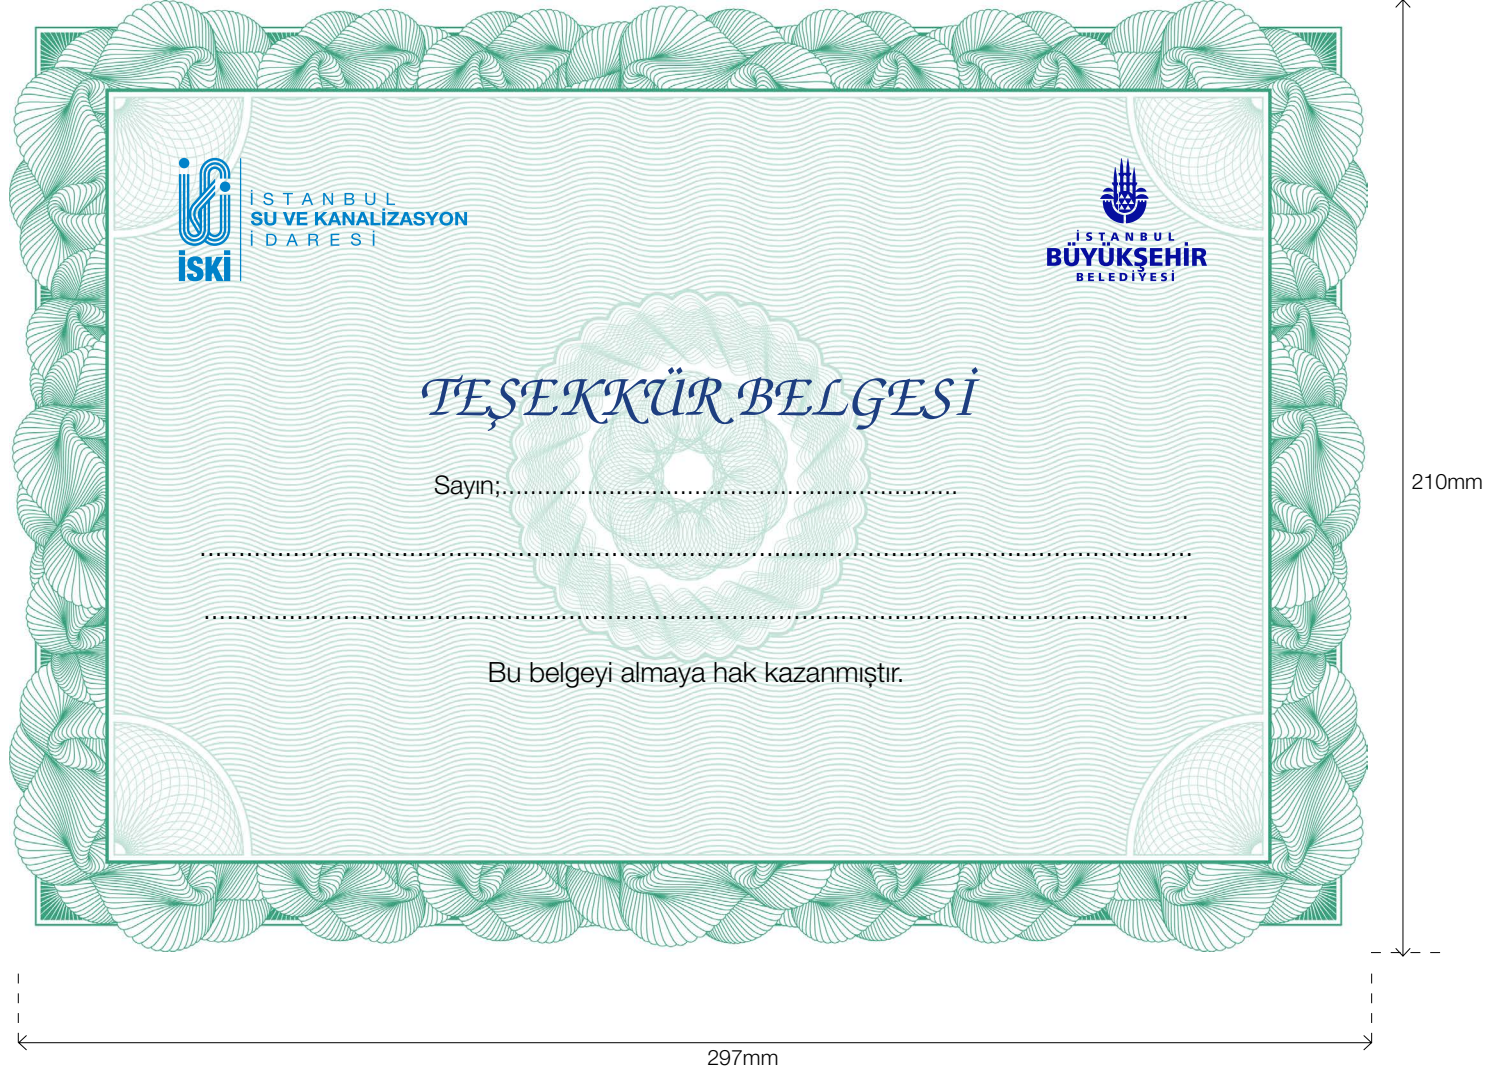 İSKİ
İSTANBUL
SU VE KANALİZASYON
İDARESİ
İSTANBUL
BÜYÜKŞEHİR
BELEDİYESİ
TEŞEKKÜR BELGESİ
Sayın;................................................................
................................................................................................................................
................................................................................................................................
Bu belgeyi almaya hak kazanmıştır.
210mm
297mm